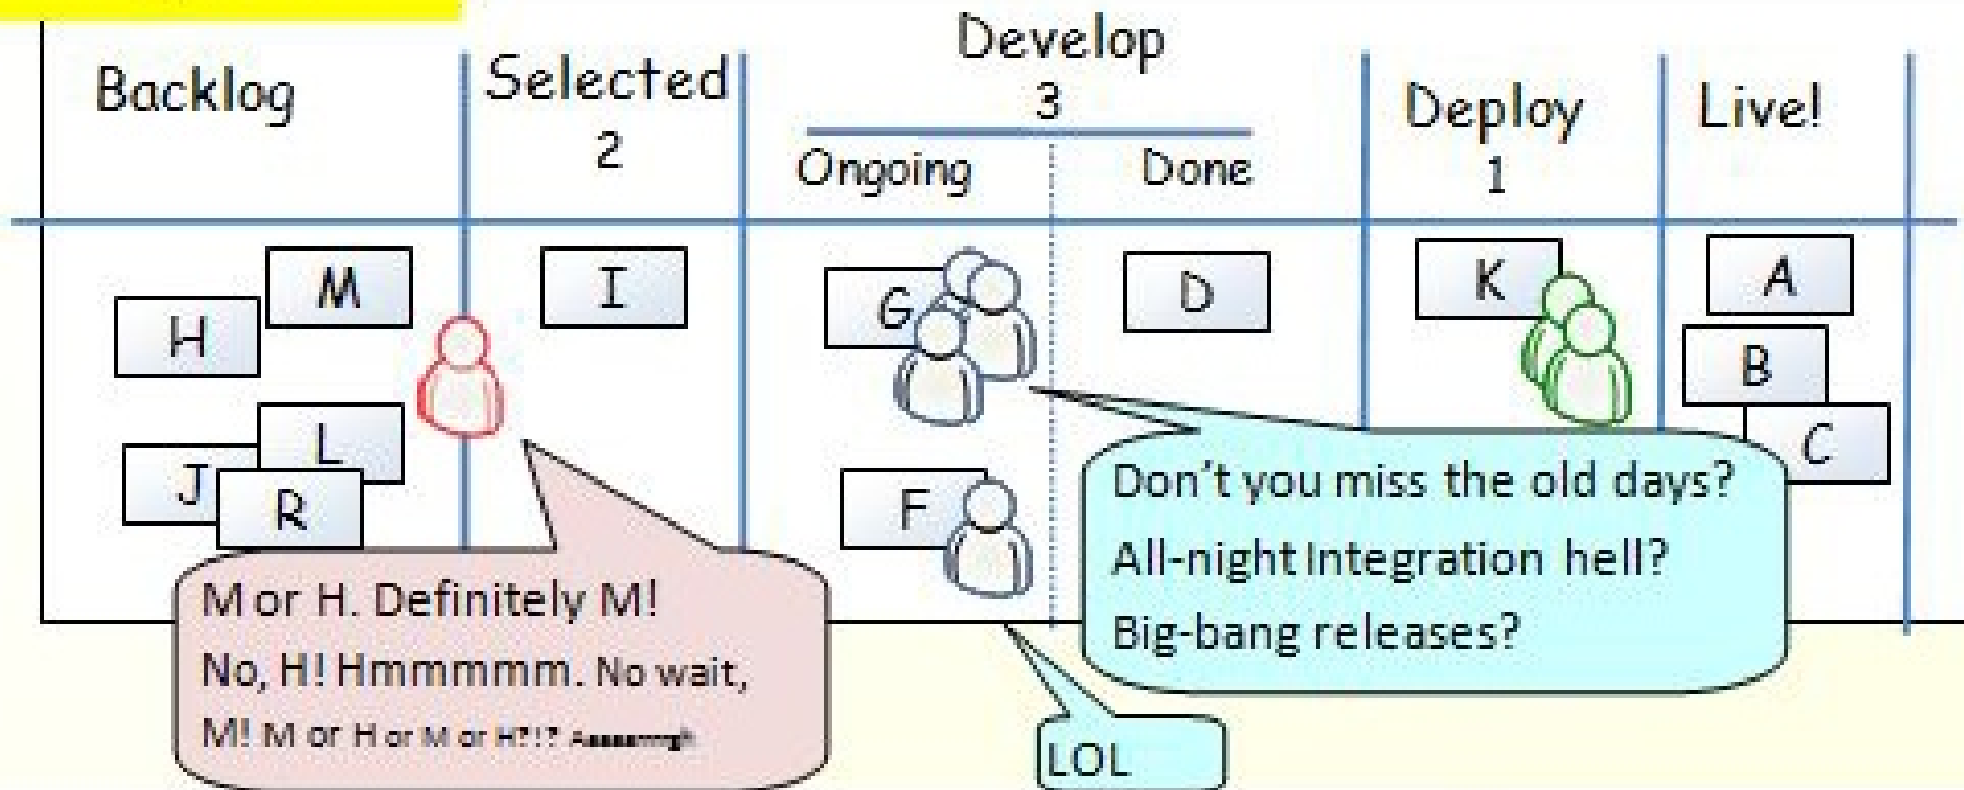 Backlog
Selected
2
Develop
3
Ongoing
Done
Deploy
1
Live!
H
M
J
L
R
I
G
F
D
K
A
B
C
M or H. Definitely M!
No, H! Hmmmmm. No wait,
M! M or H or M or H?!?
Don't you miss the old days?
All-night Integration hell?
Big-bang releases?
LOL